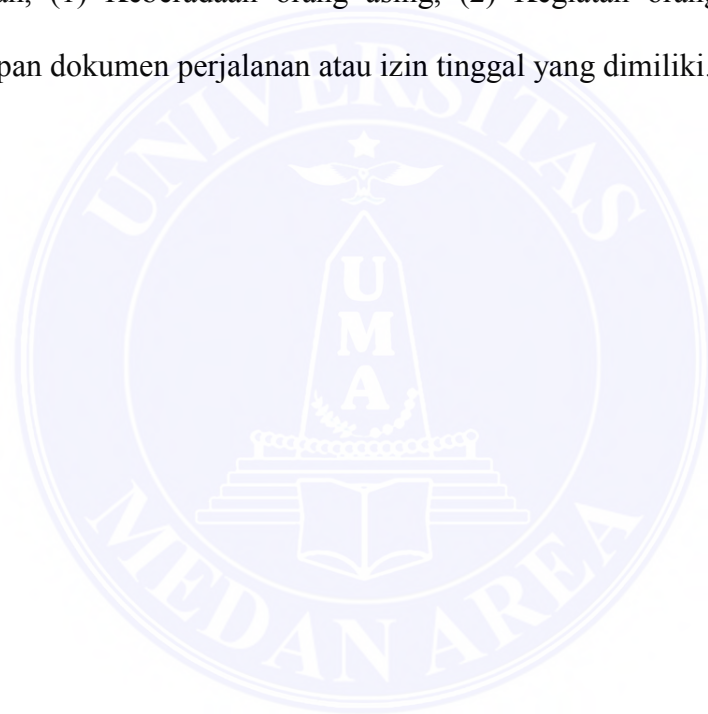 an, (1) Keberadaan orang asing, (2) Kegiatan orang
pan dokumen perjalanan atau izin tinggal yang dimiliki.
UNIVERSITAS
U
M
A
MEDAN AREA